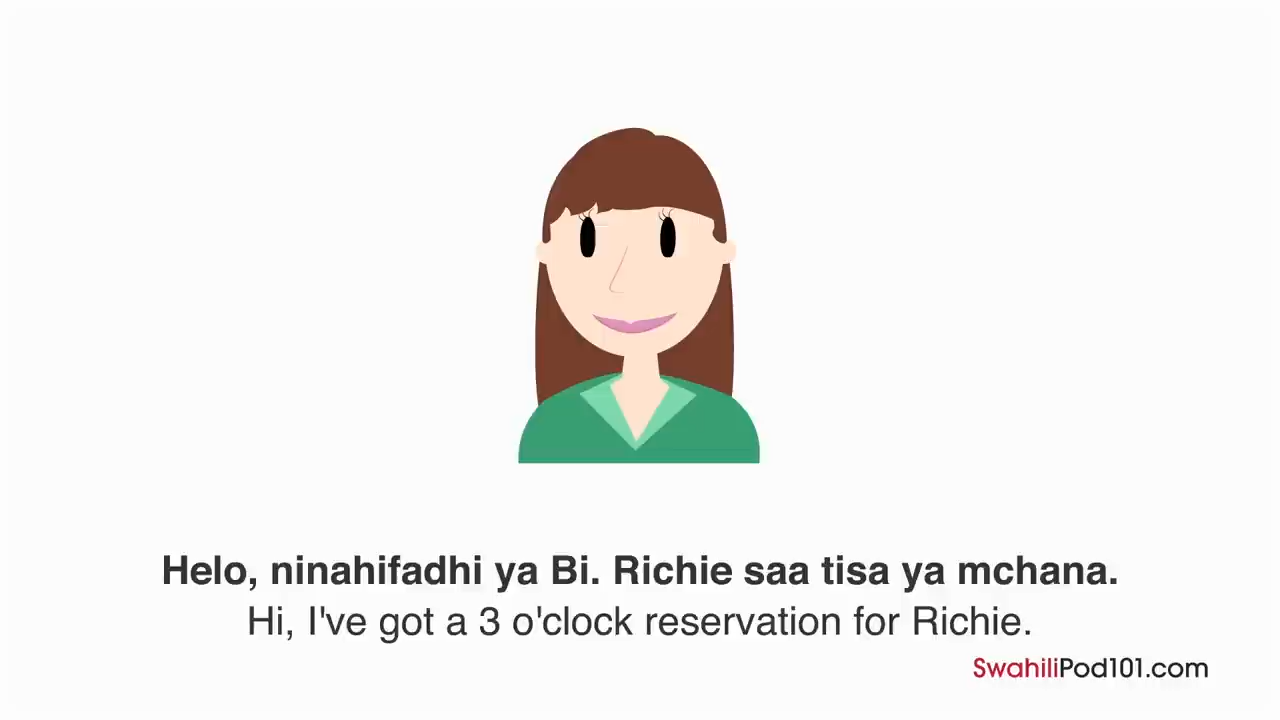 Helo, ninahifadhi ya Bi. Richie saa tisa ya mchana.
Hi, I've got a 3 o'clock reservation for Richie.
SwahiliPod101.com